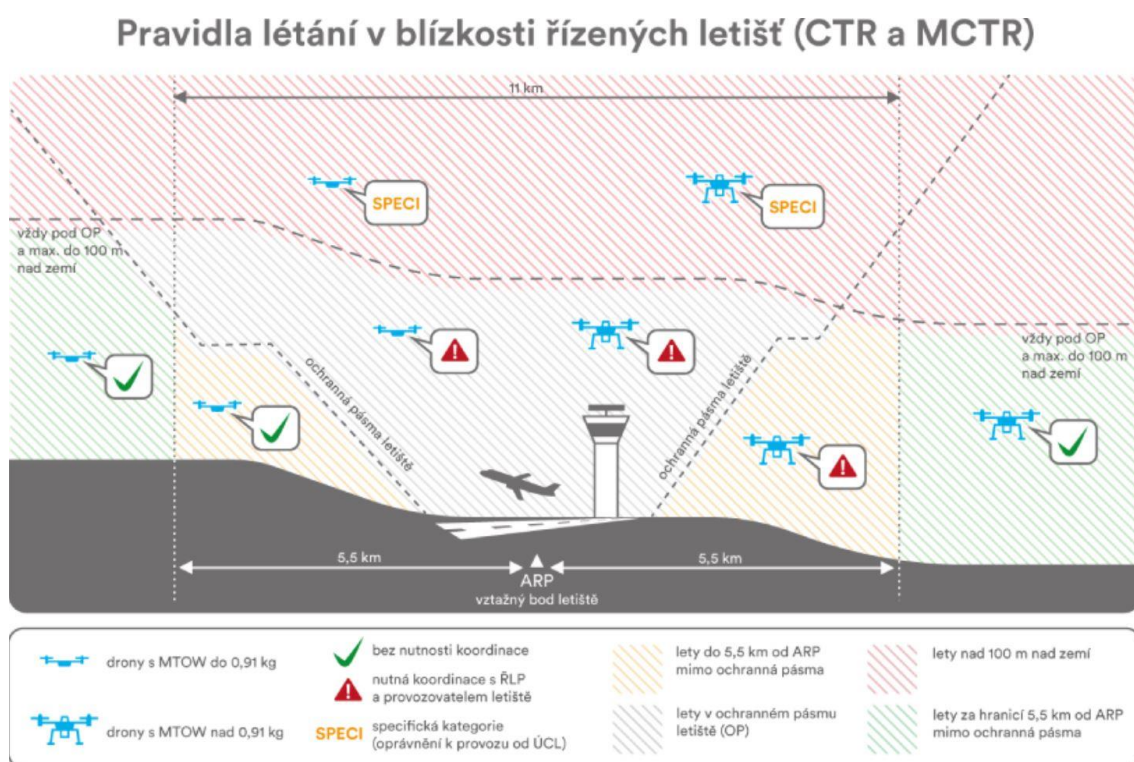 Pravidla létání v blízkosti řízených letišť (CTR a MCTR)
11 km
SPECI
SPECI
vždy pod OP
a max. do 100 m
nad zemí
vždy pod OP
a max. do 100 m
nad zemí
ochranná pásma letiště
ochranná pásma letiště
5,5 km
5,5 km
ARP
vztažný bod letiště
drony s MTOW do 0,91 kg
drony s MTOW nad 0,91 kg
bez nutnosti koordinace
nutná koordinace s ŘLP
a provozovatelem letiště
SPECI
specifická kategorie
(oprávnění k provozu od ÚCL)
lety do 5,5 km od ARP
mimo ochranná pásma
lety v ochranném pásmu
letiště (OP)
lety nad 100 m nad zemí
lety za hranicí 5,5 km od ARP
mimo ochranná pásma